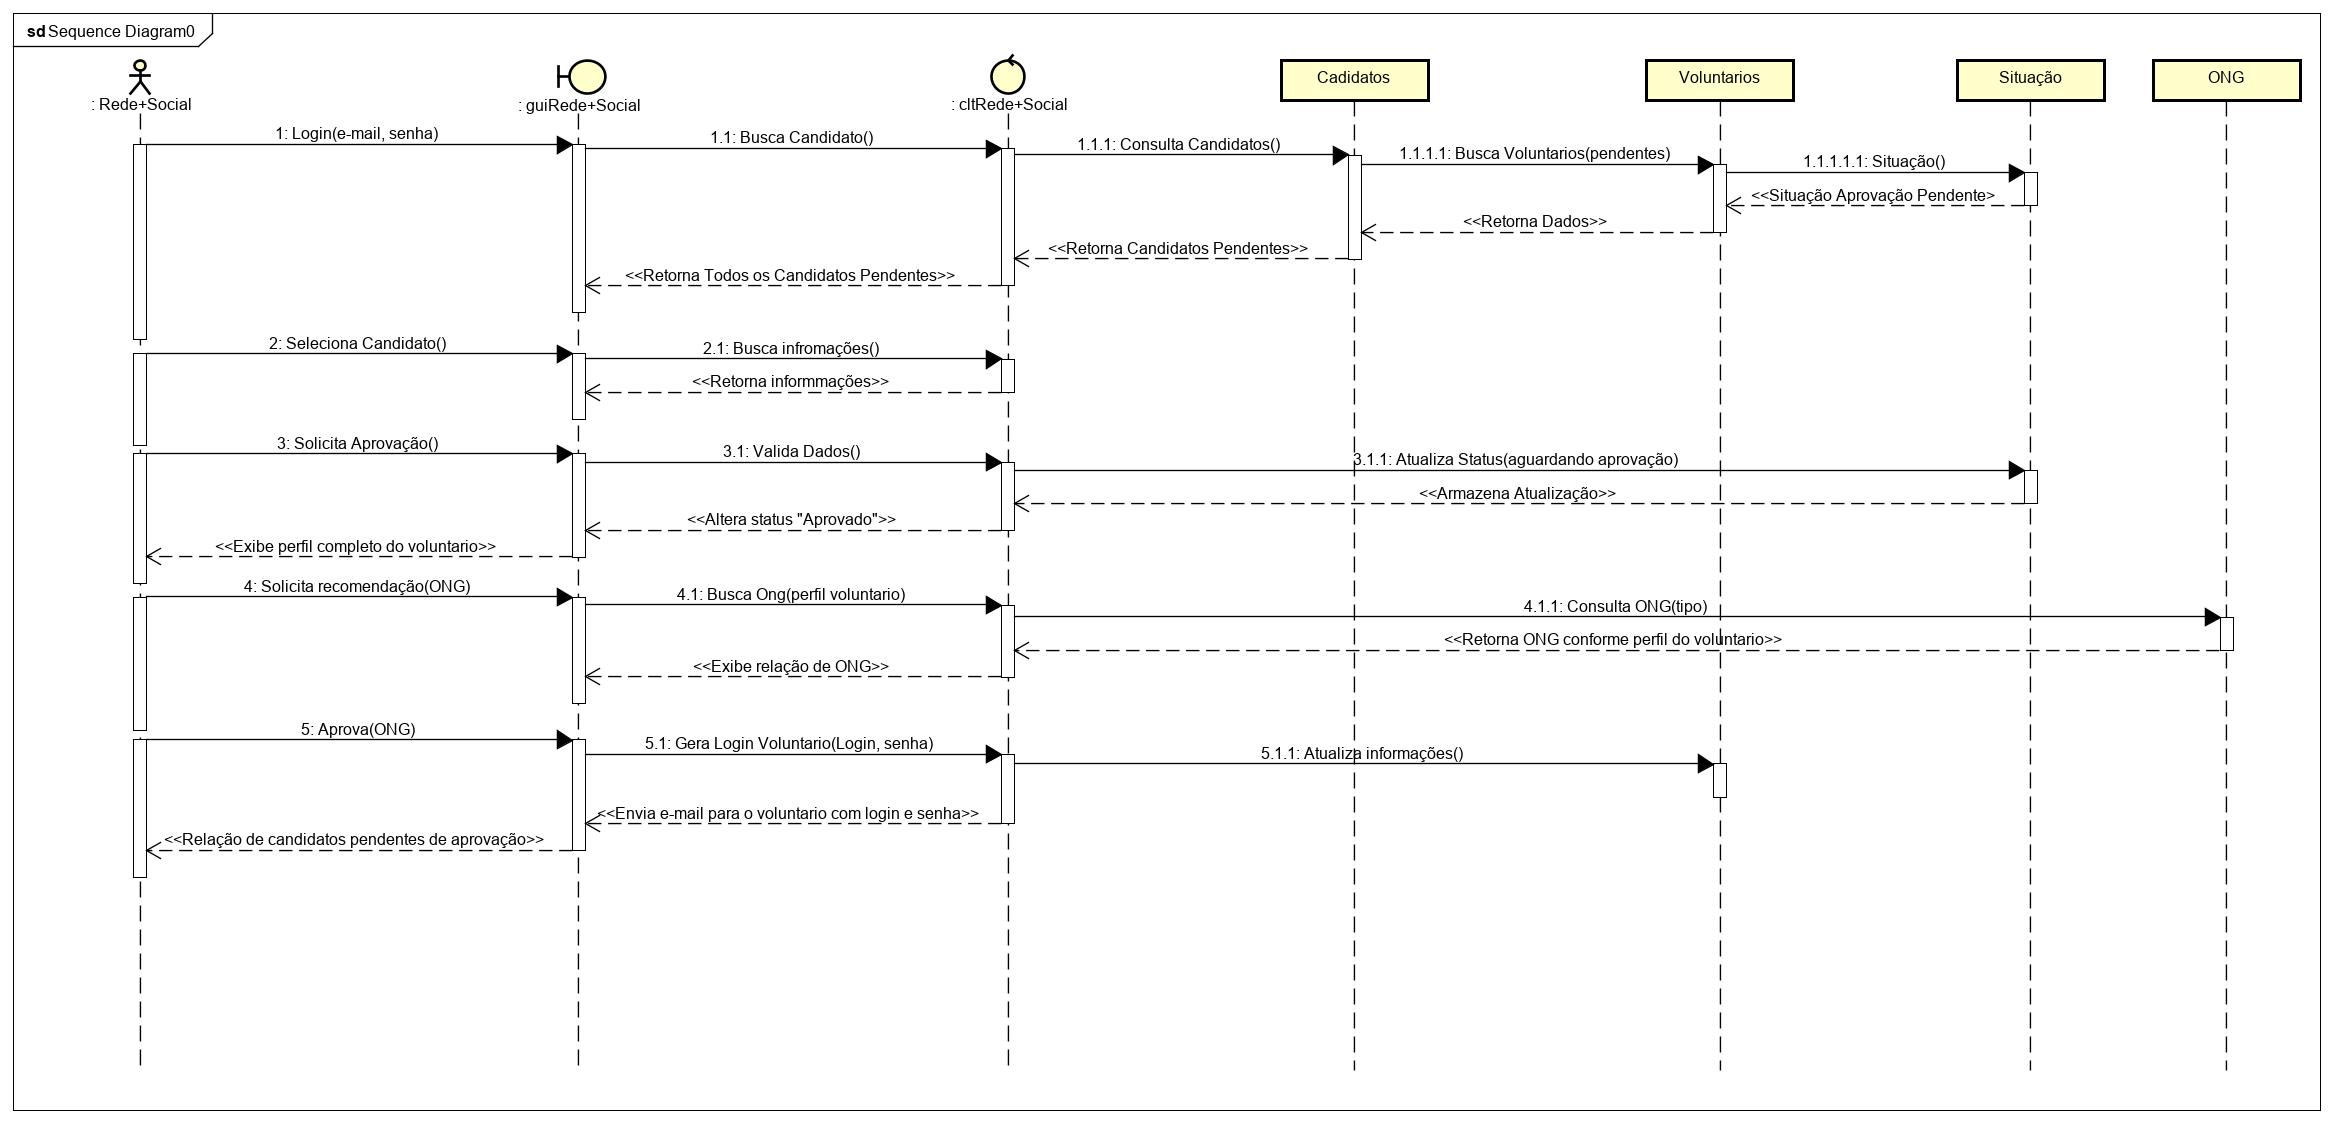 sd Sequence Diagram0
: Rede+Social
: guiRede+Social
: cltRede+Social
Cadidatos
Voluntarios
Situação
ONG
1: Login(e-mail, senha)
1.1: Busca Candidato()
1.1.1: Consulta Candidatos()
1.1.1.1: Busca Voluntarios(pendentes)
1.1.1.1.1: Situação()
<<Situação Aprovação Pendente>
<<Retorna Dados>>
<<Retorna Candidatos Pendentes>>
<<Retorna Todos os Candidatos Pendentes>>
2: Seleciona Candidato()
2.1: Busca infromações()
<<Retorna informmações>>
3: Solicita Aprovação()
3.1: Valida Dados()
3.1.1: Atualiza Status(aguardando aprovação)
<<Armazena Atualização>>
<<Altera status "Aprovado">>
<<Exibe perfil completo do voluntario>>
4: Solicita recomendação(ONG)
4.1: Busca Ong(perfil voluntario)
4.1.1: Consulta ONG(tipo)
<<Retorna ONG conforme perfil do voluntario>>
<<Exibe relação de ONG>>
5: Aprova(ONG)
5.1: Gera Login Voluntario(Login, senha)
5.1.1: Atualiza informações()
<<Envia e-mail para o voluntario com login e senha>>
<<Relação de candidatos pendentes de aprovação>>